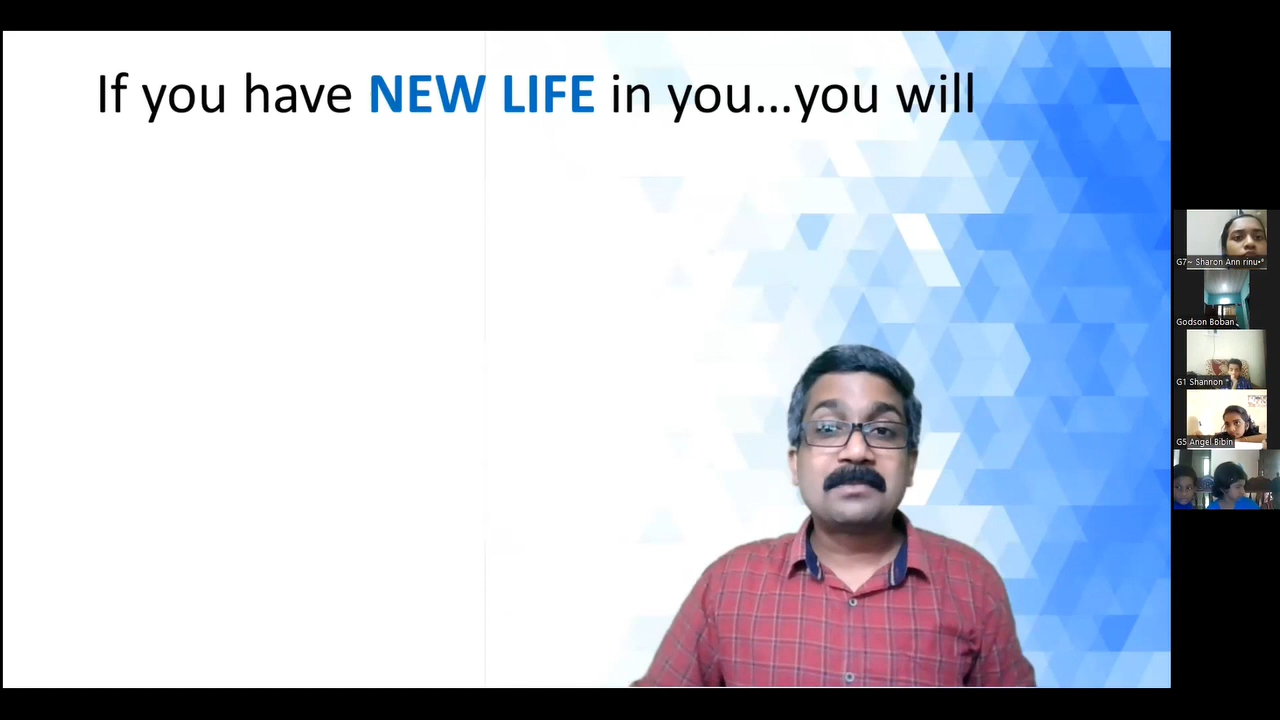 If you have NEW LIFE in you...you will
G7~ Sharon Ann rinu•°
Godson Boban
G1 Shannon
G5 Angel Bibin